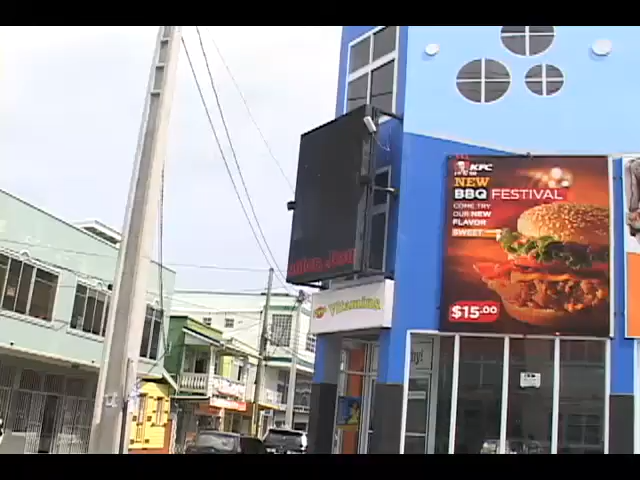 KFC
NEW
BBQ FESTIVAL
COME TRY
OUR NEW
FLAVOR
SWEET
$15.00
Vitamins